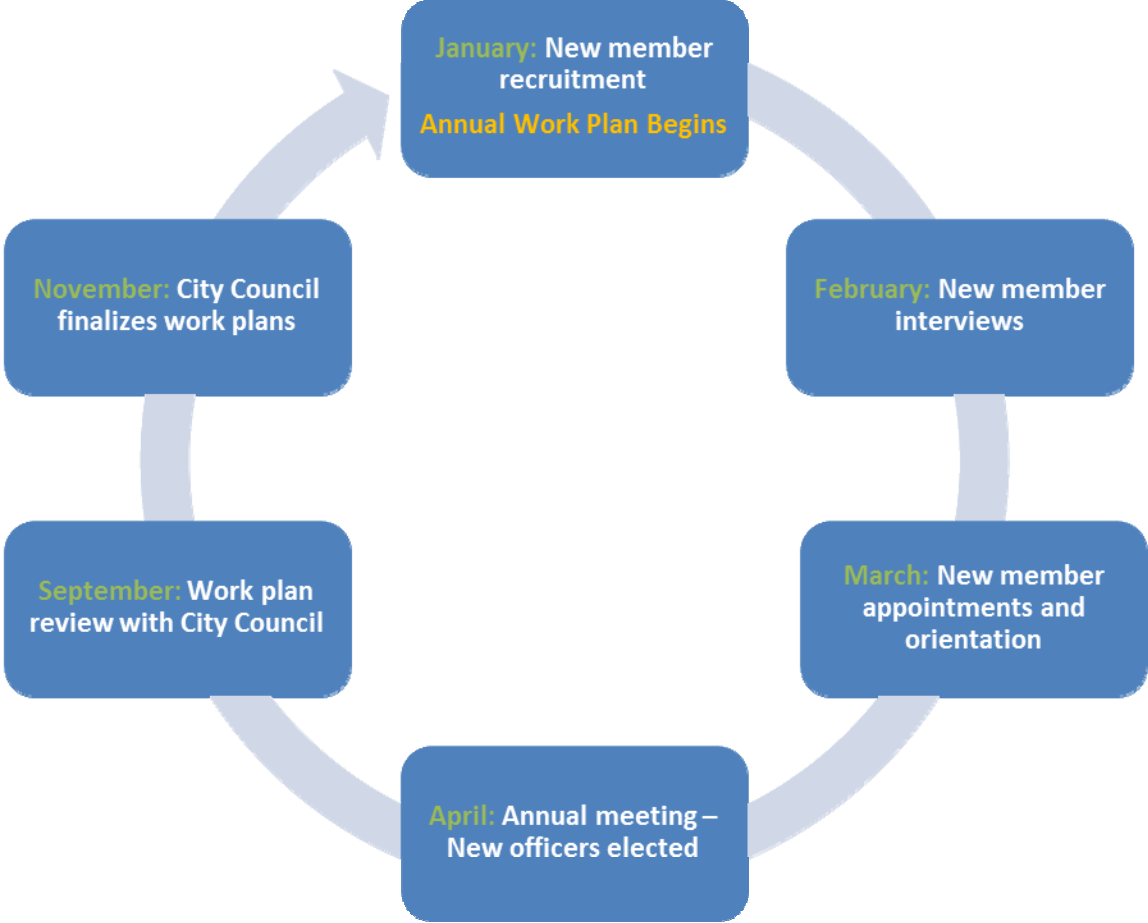 January: New member
recruitment
Annual Work Plan Begins
February: New member
interviews
March: New member
appointments and
orientation
April: Annual meeting –
New officers elected
September: Work plan
review with City Council
November: City Council
finalizes work plans